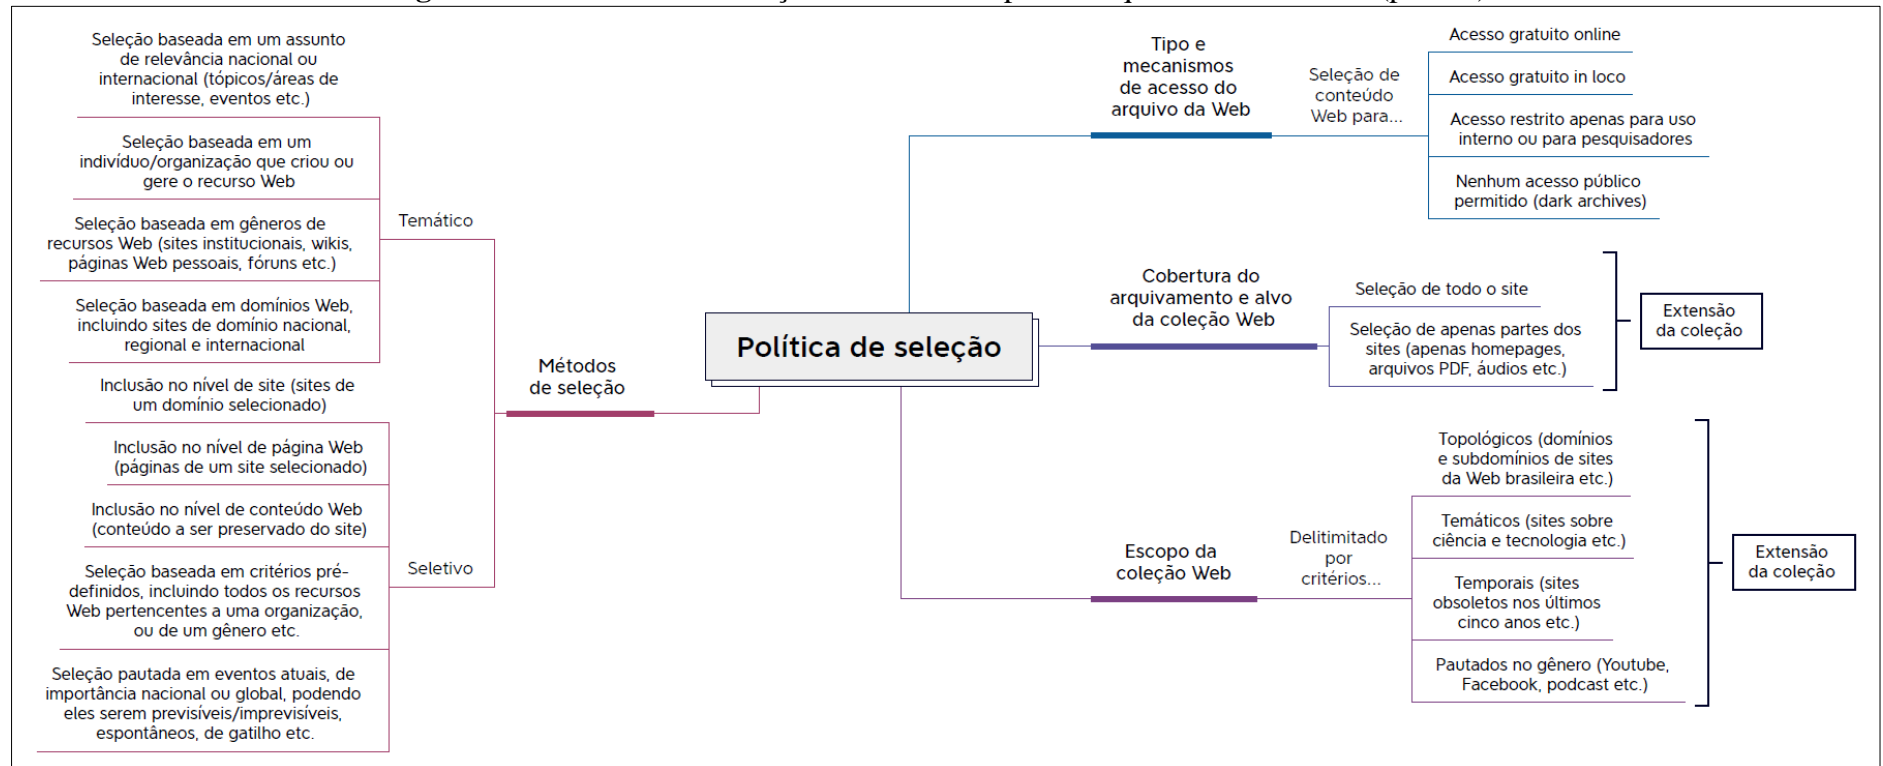 Seleção baseada em um assunto
de relevância nacional ou
internacional (tópicos/áreas de
interesse, eventos etc.)
Seleção baseada em um
indivíduo/organização que criou ou
gere o recurso Web
Seleção baseada em gêneros de
recursos Web (sites institucionais, wikis,
páginas Web pessoais, fóruns etc.)
Seleção baseada em domínios Web,
incluindo sites de domínio nacional,
regional e internacional
Temático
Inclusão no nível de site (sites de
um domínio selecionado)
Inclusão no nível de página Web
(páginas de um site selecionado)
Inclusão no nível de conteúdo Web
(conteúdo a ser preservado do site)
Seleção baseada em critérios pré-
definidos, incluindo todos os recursos
Web pertencentes a uma organização,
ou de um gênero etc.
Seleção pautada em eventos atuais, de
importância nacional ou global, podendo
eles serem previsíveis/imprevisíveis,
espontâneos, de gatilho etc.
Seletivo
Métodos
de seleção
Política de seleção
Tipo e
mecanismos
de acesso do
arquivo da Web
Seleção de
conteúdo
Web para...
Acesso gratuito online
Acesso gratuito in loco
Acesso restrito apenas para uso
interno ou para pesquisadores
Nenhum acesso público
permitido (dark archives)
Cobertura do
arquivamento e alvo
da coleção Web
Seleção de todo o site
Seleção de apenas partes dos
sites (apenas homepages,
arquivos PDF, áudios etc.)
Extensão
da coleção
Escopo da
coleção Web
Delitimitado
por
critérios...
Topológicos (domínios
e subdomínios de sites
da Web brasileira etc.)
Temáticos (sites sobre
ciência e tecnologia etc.)
Temporais (sites
obsoletos nos últimos
cinco anos etc.)
Pautados no gênero (Youtube,
Facebook, podcast etc.)
Extensão
da coleção